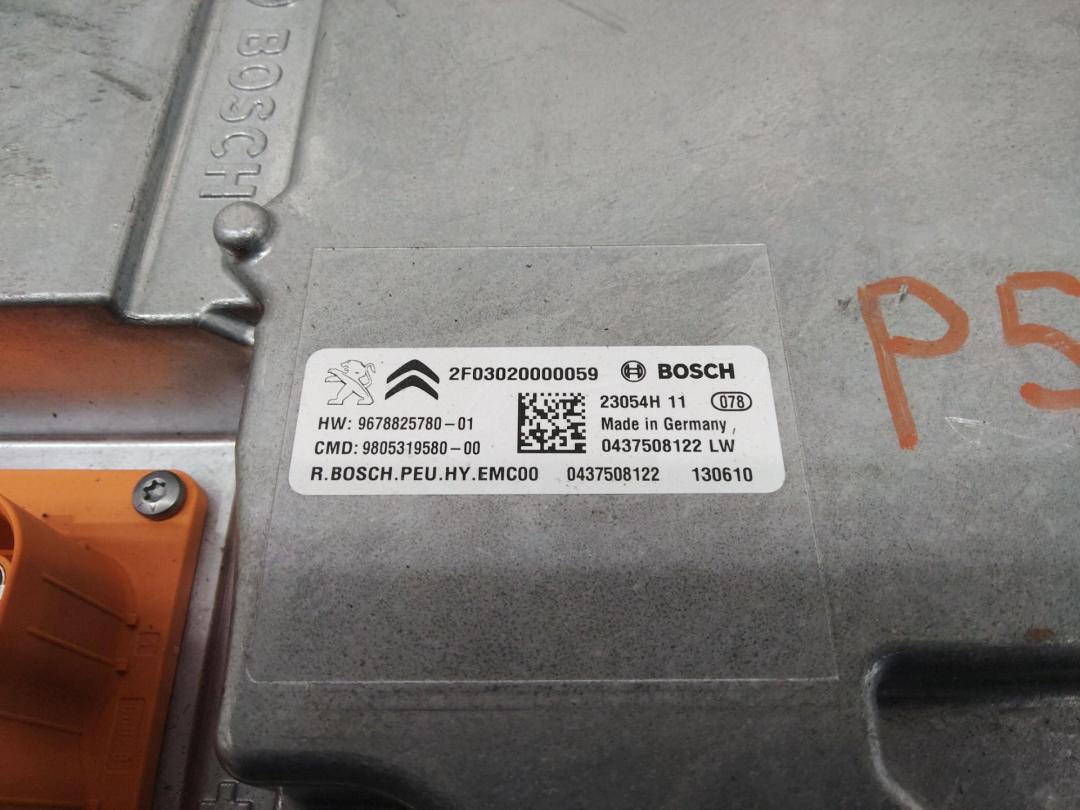 BOSCH
P5
2F03020000059 BOSCH
HW: 9678825780-01 23054H 11 078
CMD: 9805319580-00 Made in Germany
0437508122 LW
R.BOSCH.PEU.HY.EMC00 0437508122 130610